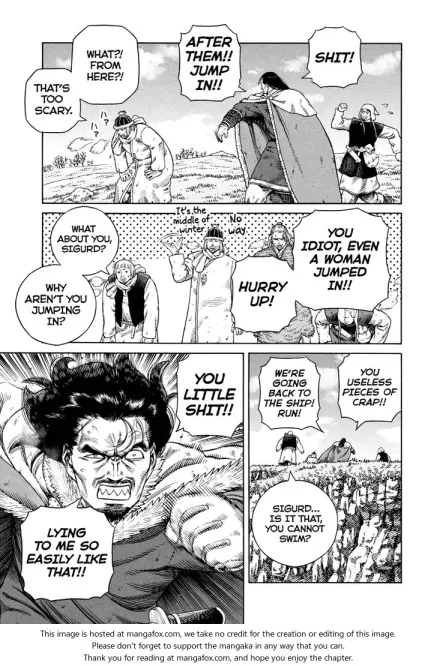 WHAT?!
FROM
HERE?!
THAT'S
TOO
SCARY.
AFTER
THEM!!
JUMP
IN!!
SHIT!
WHAT
ABOUT YOU,
SIGURD?
WHY
AREN'T YOU
JUMPING
IN?
It's the
middle of
winter
No
way
HURRY
UP!
YOU
IDIOT, EVEN
A WOMAN
JUMPED
IN!!
YOU
LITTLE
SHIT!!
LYING
TO ME SO
EASILY LIKE
THAT!!
WE'RE
GOING
BACK TO
THE SHIP!
RUN!
YOU
USELESS
PIECES OF
CRAP!!
SIGURD...
IS IT THAT,
YOU CANNOT
SWIM?
This image is hosted at mangafox.com, we take no credit for the creation or editing of this image.
Please don't forget to support the mangaka in any way that you can.
Thank you for reading at mangafox.com, and hope you enjoy the chapter.